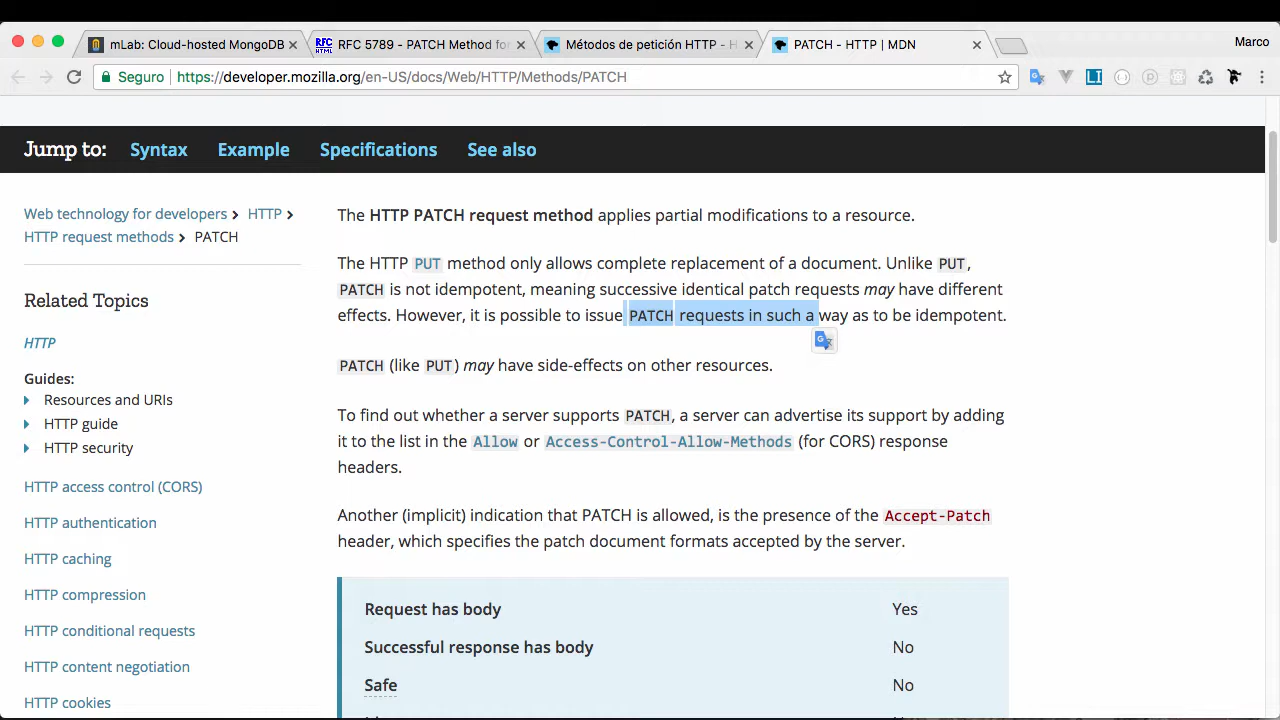 mLab: Cloud-hosted MongoDB
RFC HTML
RFC 5789 - PATCH Method for
Métodos de petición HTTP - H
PATCH - HTTP | MDN
Marco
Seguro | https://developer.mozilla.org/en-US/docs/Web/HTTP/Methods/PATCH
LI
Jump to: Syntax Example Specifications See also
Web technology for developers HTTP
HTTP request methods PATCH
Related Topics
HTTP
Guides:
Resources and URIs
HTTP guide
HTTP security
HTTP access control (CORS)
HTTP authentication
HTTP caching
HTTP compression
HTTP conditional requests
HTTP content negotiation
HTTP cookies
The HTTP PATCH request method applies partial modifications to a resource.
The HTTP PUT method only allows complete replacement of a document. Unlike PUT,
PATCH is not idempotent, meaning successive identical patch requests may have different
effects. However, it is possible to issue PATCH requests in such a way as to be idempotent.
PATCH (like PUT) may have side-effects on other resources.
To find out whether a server supports PATCH, a server can advertise its support by adding
it to the list in the Allow or Access-Control-Allow-Methods (for CORS) response
headers.
Another (implicit) indication that PATCH is allowed, is the presence of the Accept-Patch
header, which specifies the patch document formats accepted by the server.
Request has body Yes
Successful response has body No
Safe No